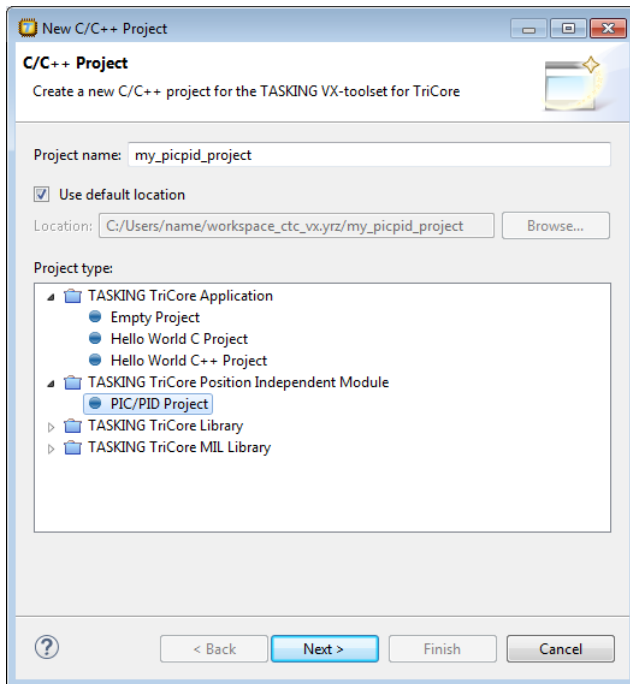 New C/C++ Project
C/C++ Project
Create a new C/C++ project for the TASKING VX-toolset for TriCore
Project name: my_picpid_project
Use default location
Location: C:/Users/name/workspace_ctc_vx.yrz/my_picpid_project Browse...
Project type:
TASKING TriCore Application
Empty Project
Hello World C Project
Hello World C++ Project
TASKING TriCore Position Independent Module
PIC/PID Project
TASKING TriCore Library
TASKING TriCore MIL Library
? < Back Next > Finish Cancel